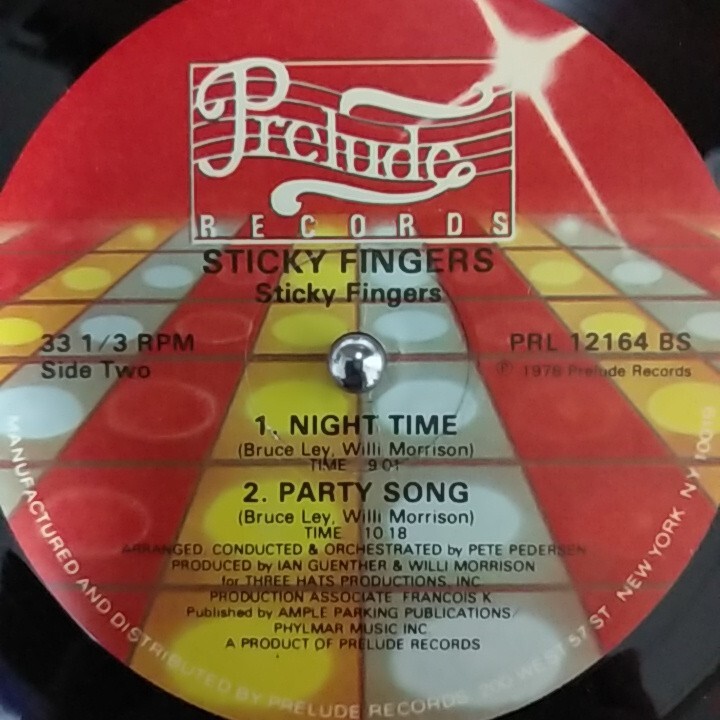 Prelude
RECORDS
STICKY FINGERS
Sticky Fingers
33 1/3 RPM
Side Two
PRL 12164 BS
℗ 1978 Prelude Records
1. NIGHT TIME
(Bruce Ley, Willi Morrison)
TIME 9 01
2. PARTY SONG
(Bruce Ley, Willi Morrison)
TIME 10 18
ARRANGED, CONDUCTED & ORCHESTRATED by PETE PEDERSEN
PRODUCED by IAN GUENTHER & WILLI MORRISON
for THREE HATS PRODUCTIONS, INC
PRODUCTION ASSOCIATE FRANCOIS K
Published by AMPLE PARKING PUBLICATIONS/
PHYLMAR MUSIC INC
A PRODUCT OF PRELUDE RECORDS
MANUFACTURED AND DISTRIBUTED BY PRELUDE RECORDS, 200 WEST 57 ST NEW YORK N Y 10019